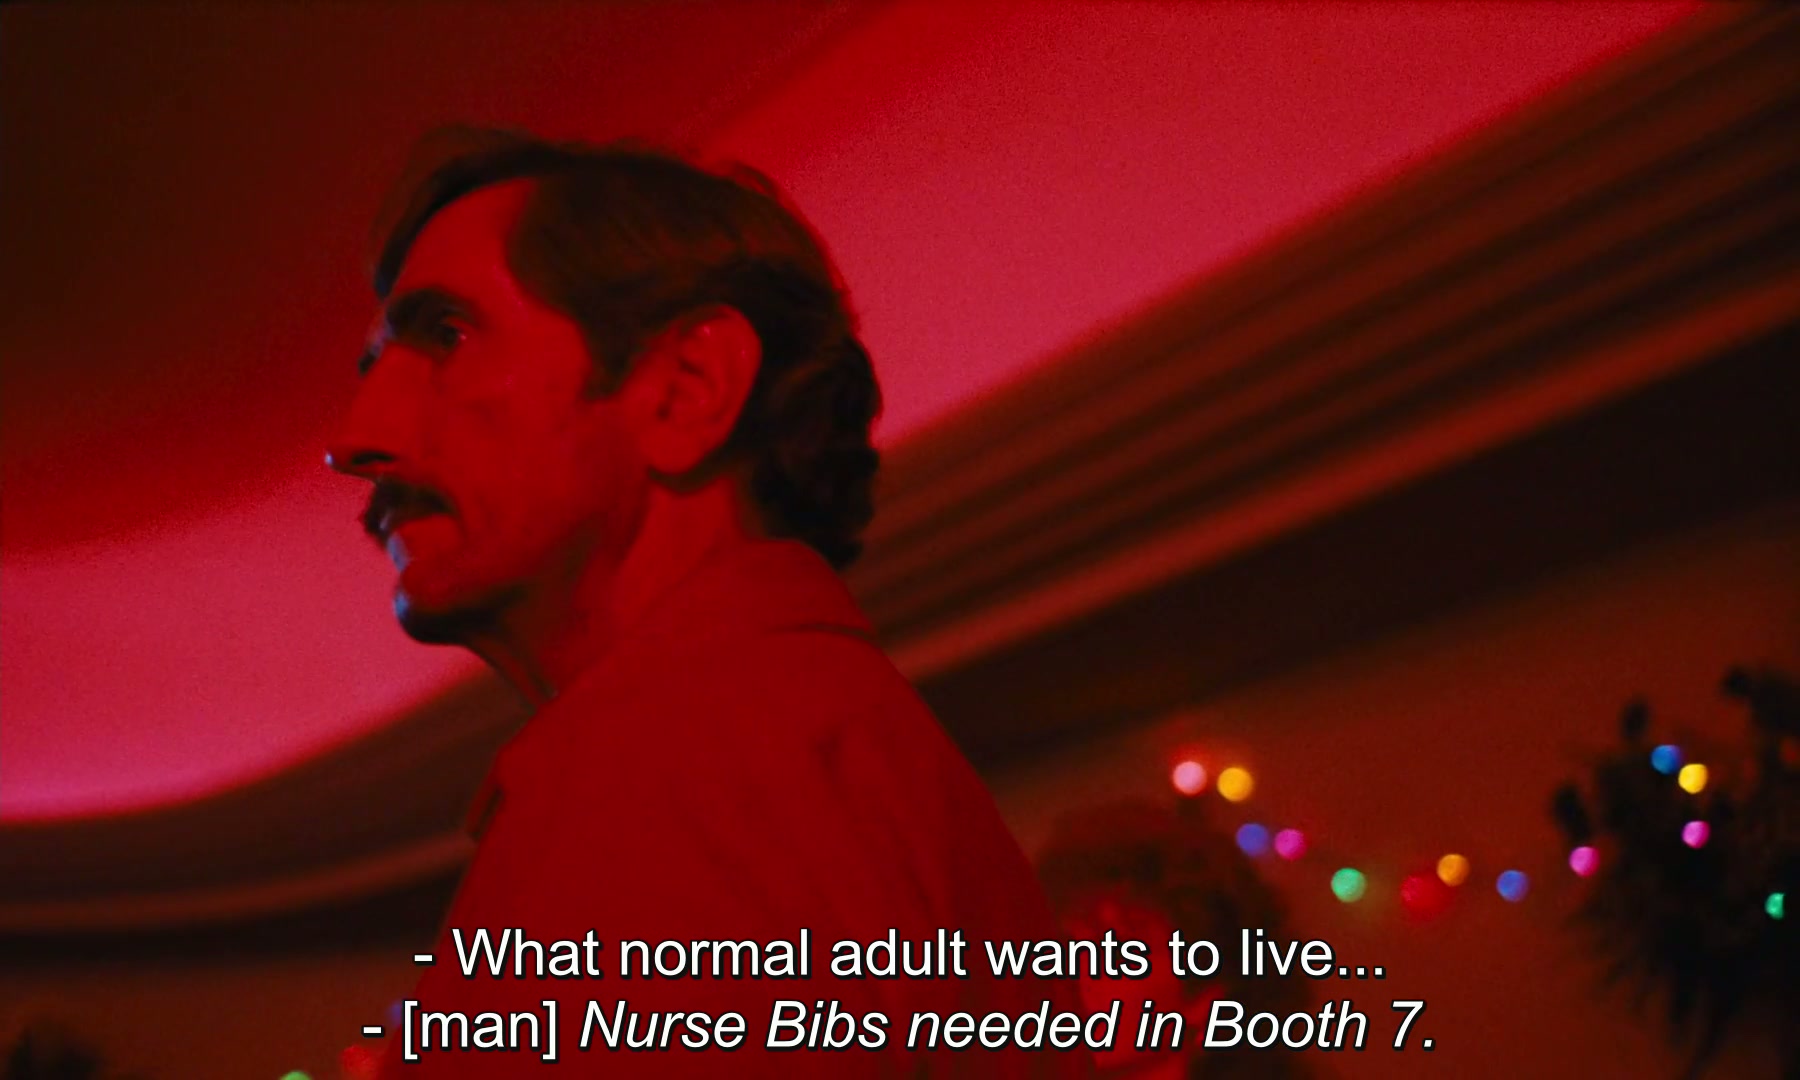 - What normal adult wants to live...
- [man] Nurse Bibs needed in Booth 7.